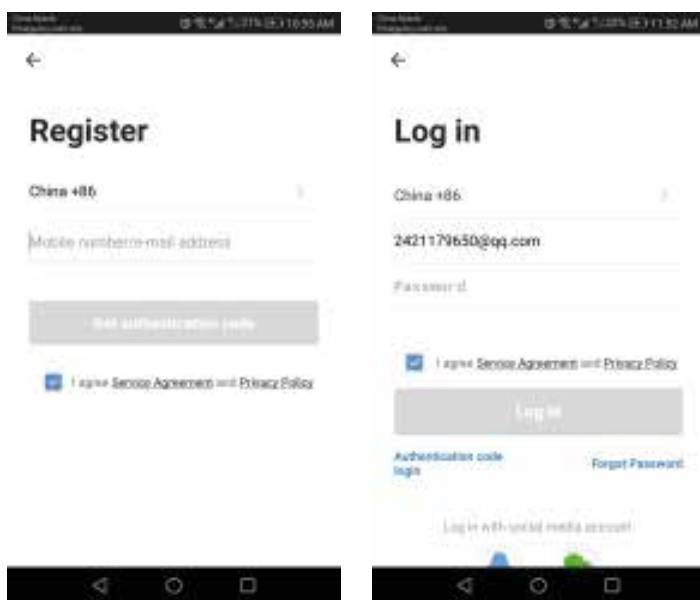 Register
China +86
Mobile number/e-mail address
Get authentication code
I agree Service Agreement and Privacy Policy
Log in
China +86
2421179650@qq.com
Password
I agree Service Agreement and Privacy Policy
Log in
Authentication code
login
Forgot Password
Log in with social media account